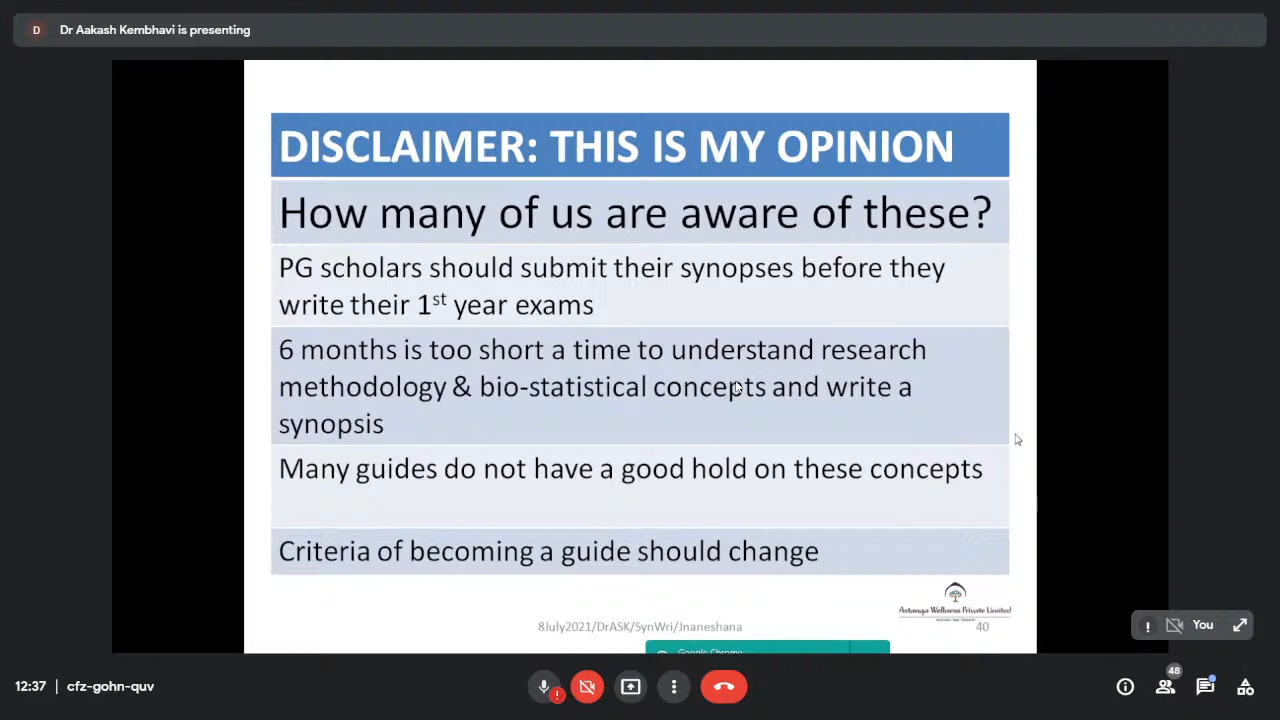 D Dr Aakash Kembhavi is presenting
DISCLAIMER: THIS IS MY OPINION
How many of us are aware of these?
PG scholars should submit their synopses before they
write their 1st year exams
6 months is too short a time to understand research
methodology & bio-statistical concepts and write a
synopsis
Many guides do not have a good hold on these concepts
Criteria of becoming a guide should change
Astanga Wellness Private Limited
8July2021/DrASK/SynWri/Jnaneshana 40
You
Google Chrome
48
12:37 | cfz-gohn-quv